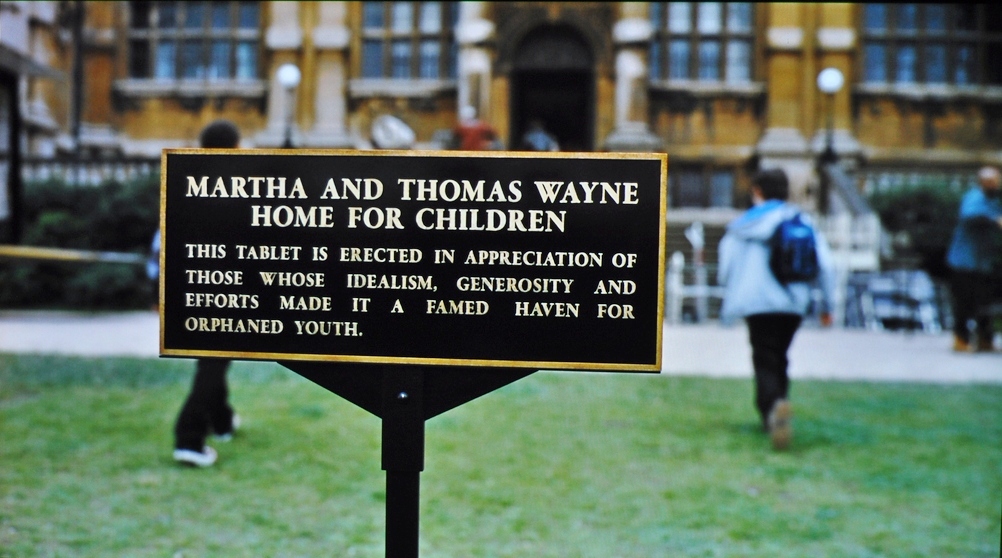 MARTHA AND THOMAS WAYNE
HOME FOR CHILDREN
THIS TABLET IS ERECTED IN APPRECIATION OF
THOSE WHOSE IDEALISM, GENEROSITY AND
EFFORTS MADE IT A FAMED HAVEN FOR
ORPHANED YOUTH.